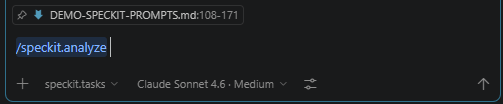 DEMO-SPECKIT-PROMPTS.md:108-171
/speckit.analyze
speckit.tasks Claude Sonnet 4.6 · Medium